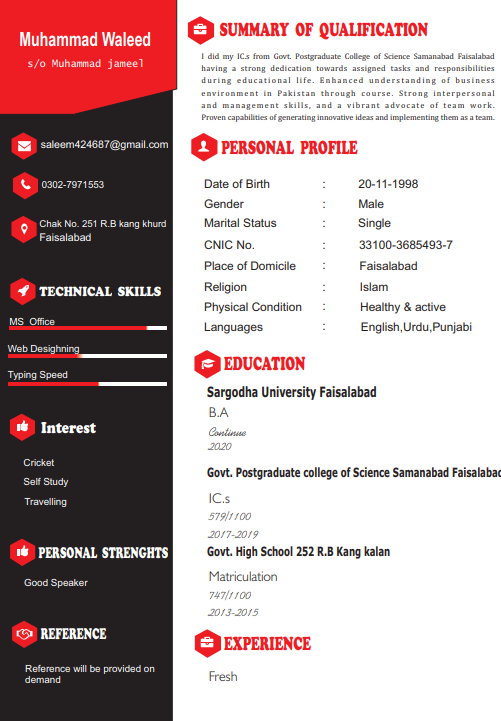 Muhammad Waleed
s/o Muhammad jameel
saleem424687@gmail.com
0302-7971553
Chak No. 251 R.B kang khurd
Faisalabad
TECHNICAL SKILLS
MS Office
Web Desighnning
Typing Speed
Interest
Cricket
Self Study
Travelling
PERSONAL STRENGHTS
Good Speaker
REFERENCE
Reference will be provided on
demand
SUMMARY OF QUALIFICATION
I did my IC.s from Govt. Postgraduate College of Science Samanabad Faisalabad
having a strong dedication towards assigned tasks and responsibilities
during educational life. Enhanced understanding of business
environment in Pakistan through course. Strong interpersonal
and management skills, and a vibrant advocate of team work.
Proven capabilities of generating innovative ideas and implementing them as a team.
PERSONAL PROFILE
Date of Birth : 20-11-1998
Gender : Male
Marital Status : Single
CNIC No. : 33100-3685493-7
Place of Domicile : Faisalabad
Religion : Islam
Physical Condition : Healthy & active
Languages : English,Urdu,Punjabi
EDUCATION
Sargodha University Faisalabad
B.A
Continue
2020
Govt. Postgraduate college of Science Samanabad Faisalabad
IC.s
579/1100
2017-2019
Govt. High School 252 R.B Kang kalan
Matriculation
747/1100
2013-2015
EXPERIENCE
Fresh